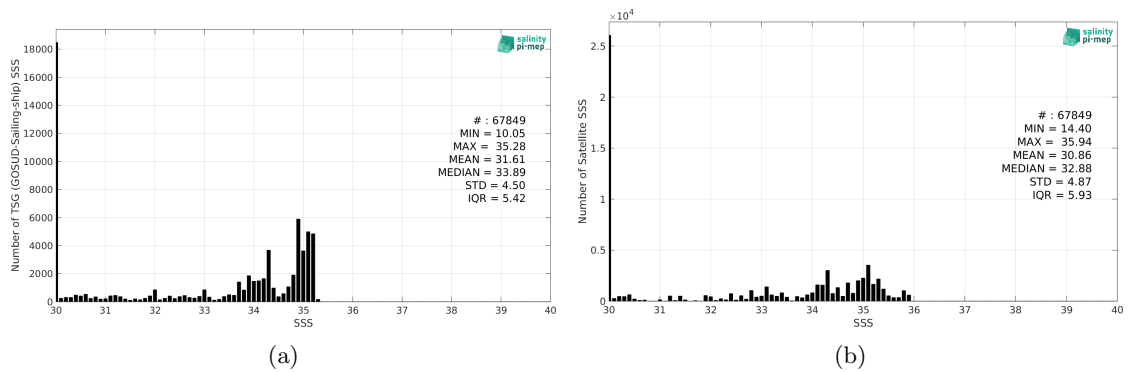 18000
16000
14000
12000
10000
8000
6000
4000
2000
0
30 31 32 33 34 35 36 37 38 39 40
SSS
Number of TSG (GOSUD-Sailing-ship) SSS
salinity
pi-mep
# : 67849
MIN = 10.05
MAX = 35.28
MEAN = 31.61
MEDIAN = 33.89
STD = 4.50
IQR = 5.42
(a)
×10⁴
2.5
2
1.5
1
0.5
0
30 31 32 33 34 35 36 37 38 39 40
SSS
Number of Satellite SSS
salinity
pi-mep
# : 67849
MIN = 14.40
MAX = 35.94
MEAN = 30.86
MEDIAN = 32.88
STD = 4.87
IQR = 5.93
(b)